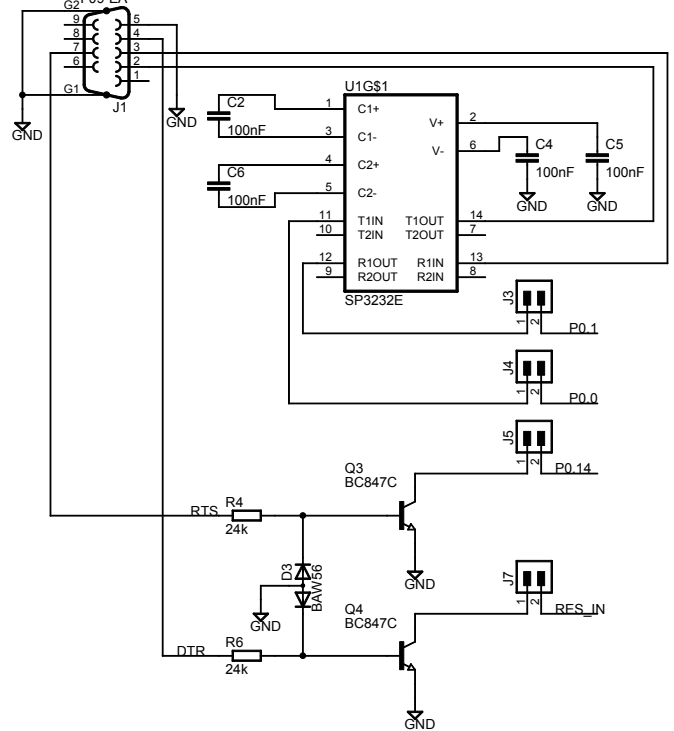 G2
9
5
8
4
7
3
6
2
1
G1
J1
GND
GND
U1G$1
C2
100nF
1
C1+
3
C1-
V+
2
C6
100nF
4
C2+
V-
6
5
C2-
C4
100nF
GND
C5
100nF
GND
11
T1IN
T1OUT
14
10
T2IN
T2OUT
7
12
R1OUT
R1IN
13
9
R2OUT
R2IN
8
SP3232E
J3
1
2
P0.1
J4
1
2
P0.0
J5
1
2
P0.14
Q3
BC847C
RTS
R4
24k
GND
D3
BAW56
GND
J7
1
2
RES_IN
Q4
BC847C
DTR
R6
24k
GND